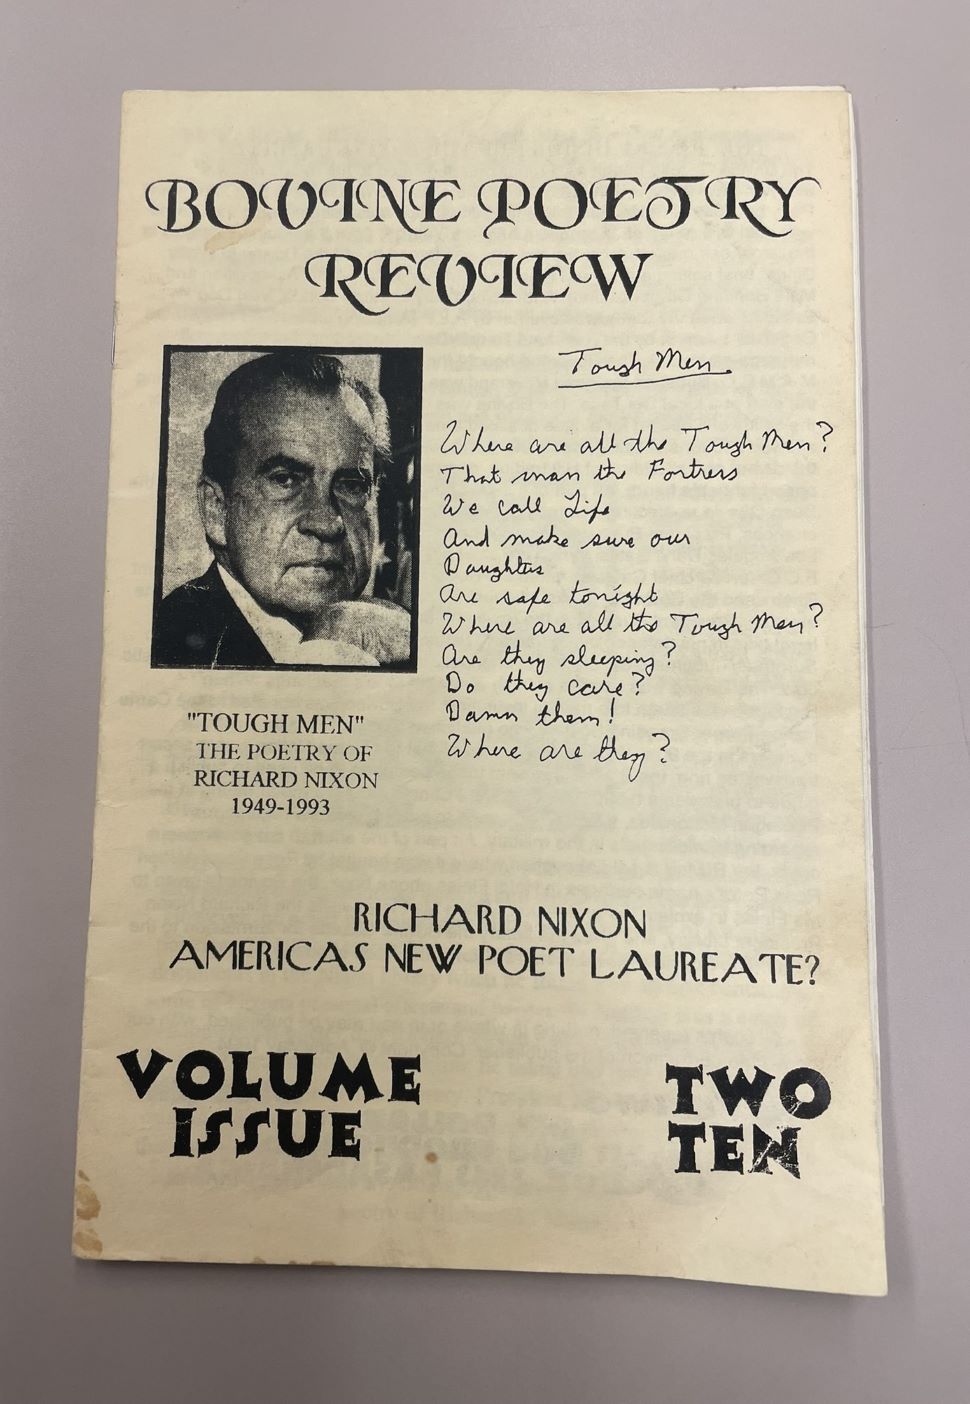 BOVINE POETRY
REVIEW
Tough Men.
Where are all the Tough Men?
That man the Fortress
We call Life
And make sure our
Daughters
Are safe tonight
Where are all the Tough Men?
Are they sleeping?
Do they care?
Damn them!
Where are they?
"TOUGH MEN"
THE POETRY OF
RICHARD NIXON
1949-1993
RICHARD NIXON
AMERICAS NEW POET LAUREATE?
VOLUME TWO
ISSUE TEN